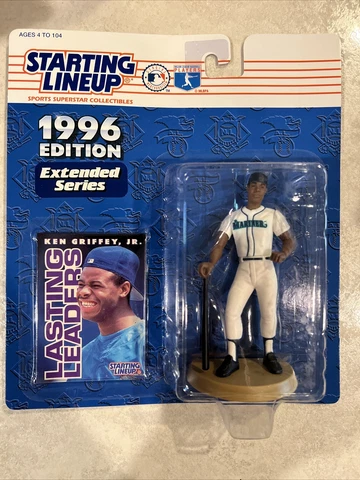 AGES 4 TO 104
STARTING
LINEUP
SPORTS SUPERSTAR COLLECTIBLES
PLAYERS
1996
EDITION
Extended
Series
KEN GRIFFEY, JR.
LASTING
LEADERS
STARTING
LINEUP
MARINERS